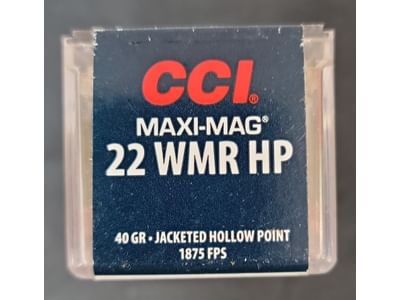 CCI®
MAXI-MAG®
22 WMR HP
40 GR • JACKETED HOLLOW POINT
1875 FPS